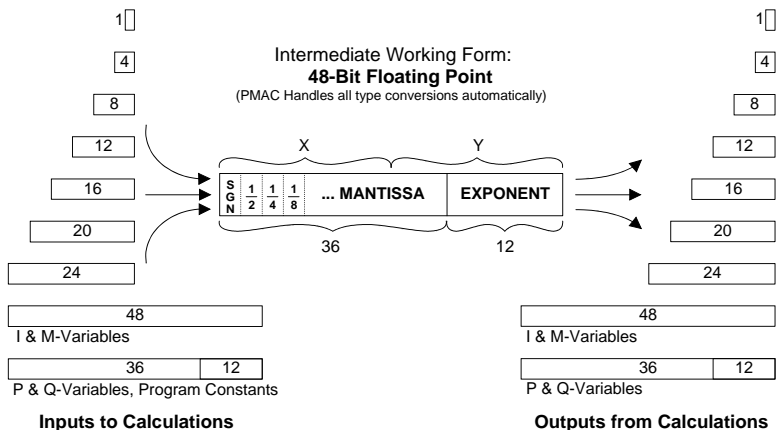 1
4
8
12
16
20
24
48
I & M-Variables
36 12
P & Q-Variables, Program Constants
Inputs to Calculations
Intermediate Working Form:
48-Bit Floating Point
(PMAC Handles all type conversions automatically)
X Y
SGN 1/2 1/4 1/8 ... MANTISSA EXPONENT
36 12
1
4
8
12
16
20
24
48
I & M-Variables
36 12
P & Q-Variables
Outputs from Calculations